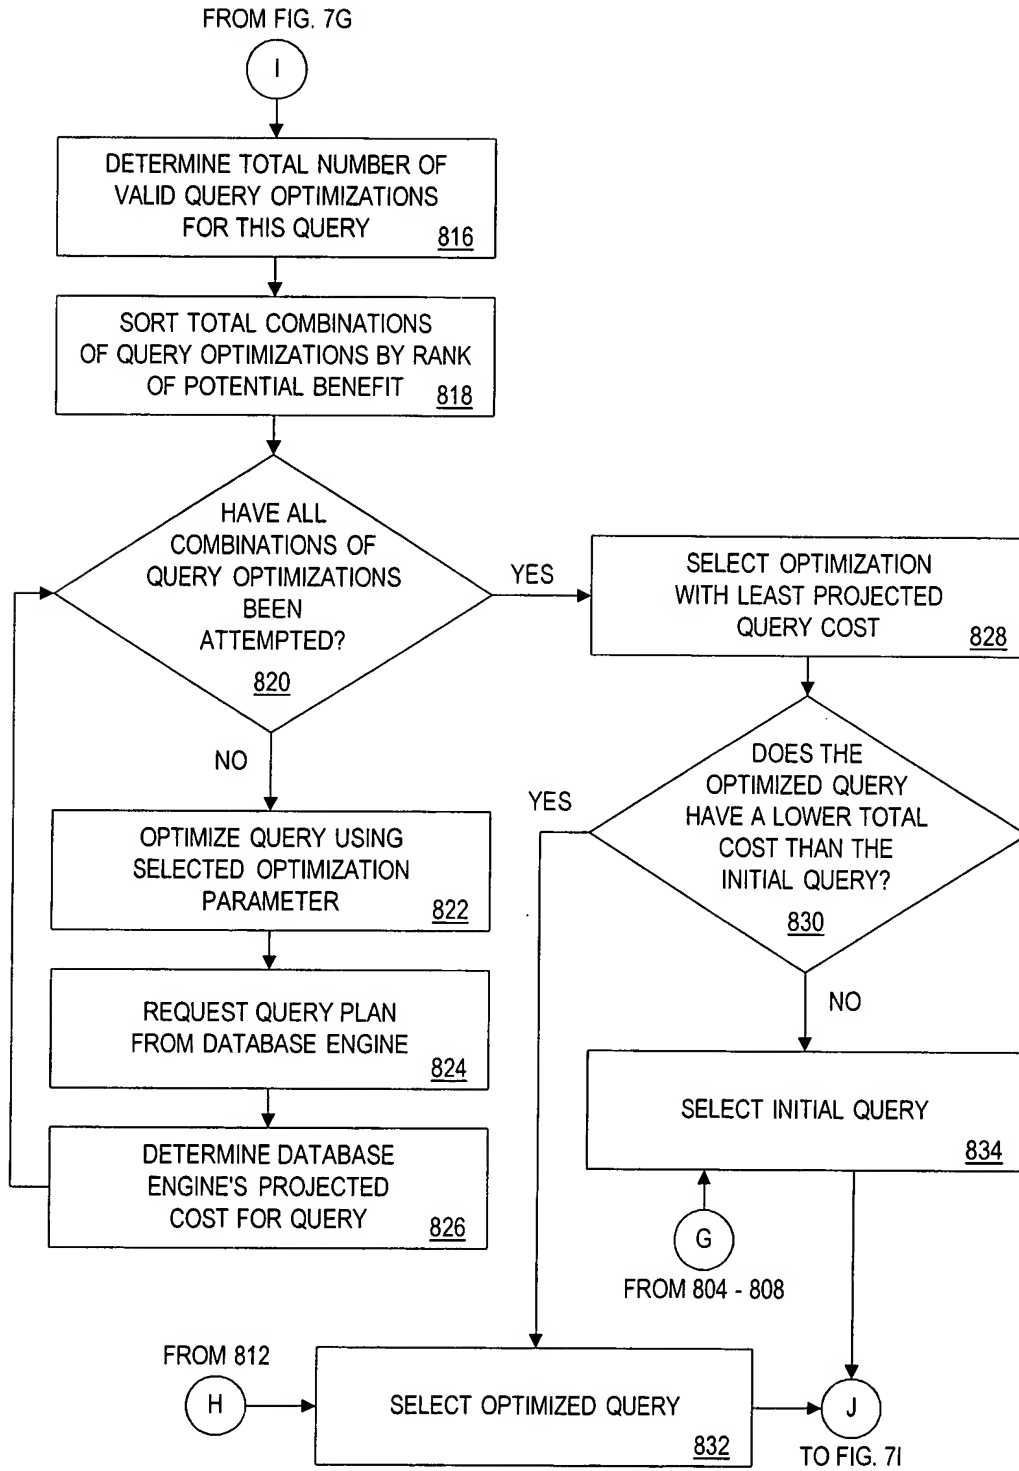 FROM FIG. 7G
I
DETERMINE TOTAL NUMBER OF
VALID QUERY OPTIMIZATIONS
FOR THIS QUERY
816
SORT TOTAL COMBINATIONS
OF QUERY OPTIMIZATIONS BY RANK
OF POTENTIAL BENEFIT
818
HAVE ALL
COMBINATIONS OF
QUERY OPTIMIZATIONS
BEEN
ATTEMPTED?
820
YES
NO
OPTIMIZE QUERY USING
SELECTED OPTIMIZATION
PARAMETER
822
REQUEST QUERY PLAN
FROM DATABASE ENGINE
824
DETERMINE DATABASE
ENGINE'S PROJECTED
COST FOR QUERY
826
SELECT OPTIMIZATION
WITH LEAST PROJECTED
QUERY COST
828
DOES THE
OPTIMIZED QUERY
HAVE A LOWER TOTAL
COST THAN THE
INITIAL QUERY?
830
YES
NO
SELECT INITIAL QUERY
834
G
FROM 804 - 808
FROM 812
H
SELECT OPTIMIZED QUERY
832
J
TO FIG. 7I